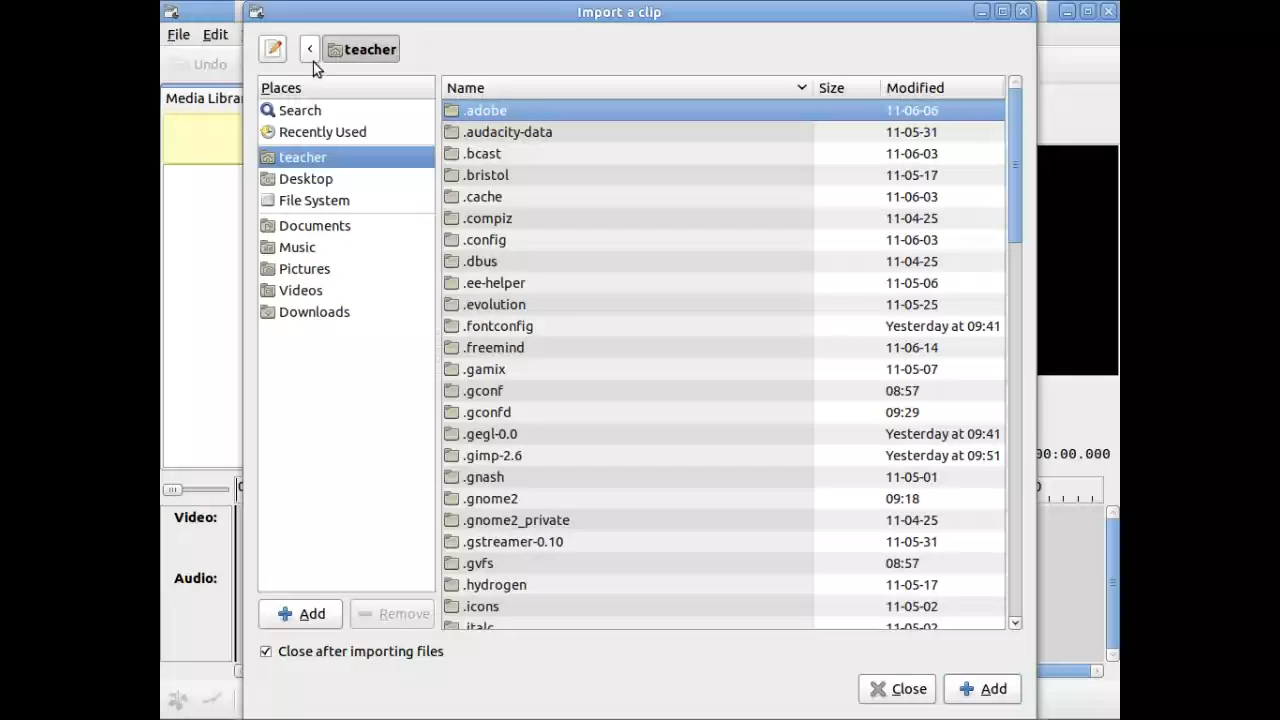 Import a clip
File Edit
Undo
Media Libra
teacher
Places
Search
Recently Used
teacher
Desktop
File System
Documents
Music
Pictures
Videos
Downloads
Name Size Modified
.adobe 11-06-06
.audacity-data 11-05-31
.bcast 11-06-03
.bristol 11-05-17
.cache 11-06-03
.compiz 11-04-25
.config 11-06-03
.dbus 11-04-25
.ee-helper 11-05-06
.evolution 11-05-25
.fontconfig Yesterday at 09:41
.freemind 11-06-14
.gamix 11-05-07
.gconf 08:57
.gconfd 09:29
.gegl-0.0 Yesterday at 09:41
.gimp-2.6 Yesterday at 09:51
.gnash 11-05-01
.gnome2 09:18
.gnome2_private 11-04-25
.gstreamer-0.10 11-05-31
.gvfs 08:57
.hydrogen 11-05-17
.icons 11-05-02
.italc 11-05-02
00:00.000
Video:
Audio:
Add Remove
Close after importing files
Close Add